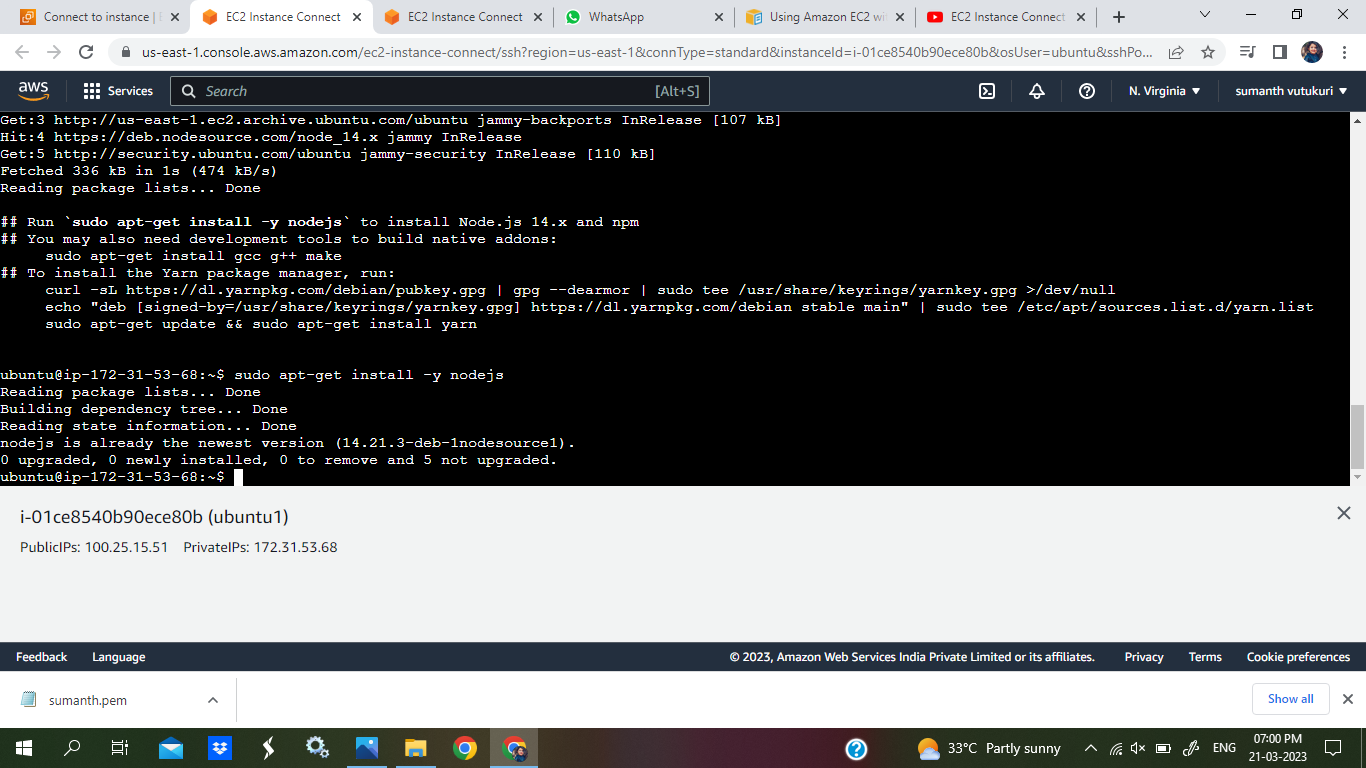 Connect to instance |
EC2 Instance Connect
EC2 Instance Connect
WhatsApp
Using Amazon EC2 wi
EC2 Instance Connect
us-east-1.console.aws.amazon.com/ec2-instance-connect/ssh?region=us-east-1&connType=standard&instanceId=i-01ce8540b90ece80b&osUser=ubuntu&sshPo...
aws
Services
Search
[Alt+S]
N. Virginia
sumanth vutukuri
Get:3 http://us-east-1.ec2.archive.ubuntu.com/ubuntu jammy-backports InRelease [107 kB]
Hit:4 https://deb.nodesource.com/node_14.x jammy InRelease
Get:5 http://security.ubuntu.com/ubuntu jammy-security InRelease [110 kB]
Fetched 336 kB in 1s (474 kB/s)
Reading package lists... Done
## Run `sudo apt-get install -y nodejs` to install Node.js 14.x and npm
## You may also need development tools to build native addons:
sudo apt-get install gcc g++ make
## To install the Yarn package manager, run:
curl -sL https://dl.yarnpkg.com/debian/pubkey.gpg | gpg --dearmor | sudo tee /usr/share/keyrings/yarnkey.gpg >/dev/null
echo "deb [signed-by=/usr/share/keyrings/yarnkey.gpg] https://dl.yarnpkg.com/debian stable main" | sudo tee /etc/apt/sources.list.d/yarn.list
sudo apt-get update && sudo apt-get install yarn
ubuntu@ip-172-31-53-68:~$ sudo apt-get install -y nodejs
Reading package lists... Done
Building dependency tree... Done
Reading state information... Done
nodejs is already the newest version (14.21.3-deb-1nodesource1).
0 upgraded, 0 newly installed, 0 to remove and 5 not upgraded.
ubuntu@ip-172-31-53-68:~$
i-01ce8540b90ece80b (ubuntu1)
PublicIPs: 100.25.15.51 PrivateIPs: 172.31.53.68
Feedback
Language
© 2023, Amazon Web Services India Private Limited or its affiliates.
Privacy
Terms
Cookie preferences
sumanth.pem
Show all
33°C Partly sunny
ENG
07:00 PM
21-03-2023